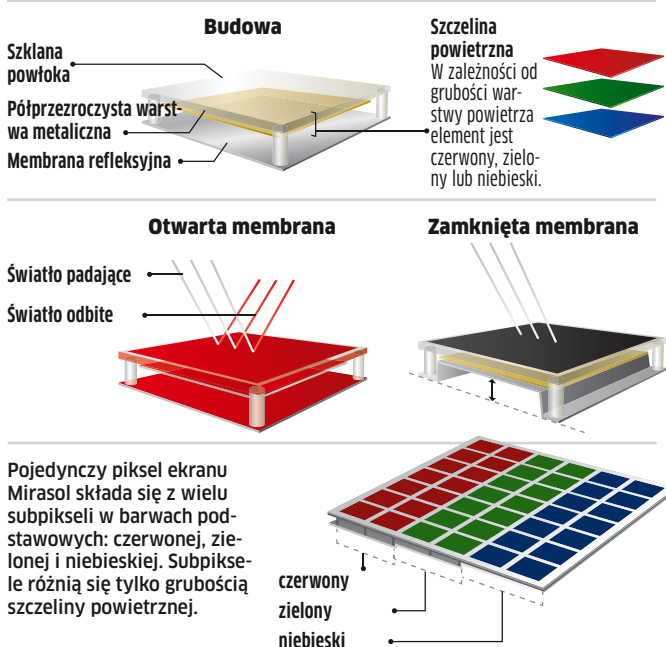 Budowa
Szklana
powłoka
Półprzezroczysta warst-
wa metaliczna
Membrana refleksyjna
Szczelina
powietrzna
W zależności od
grubości war-
stwy powietrza
element jest
czerwony, zielo-
ny lub niebieski.
Otwarta membrana
Światło padające
Światło odbite
Zamknięta membrana
Pojedynczy piksel ekranu
Mirasol składa się z wielu
subpikseli w barwach pod-
stawowych: czerwonej, zie-
lonej i niebieskiej. Subpikse-
le różnią się tylko grubością
szczeliny powietrznej.
czerwony
zielony
niebieski